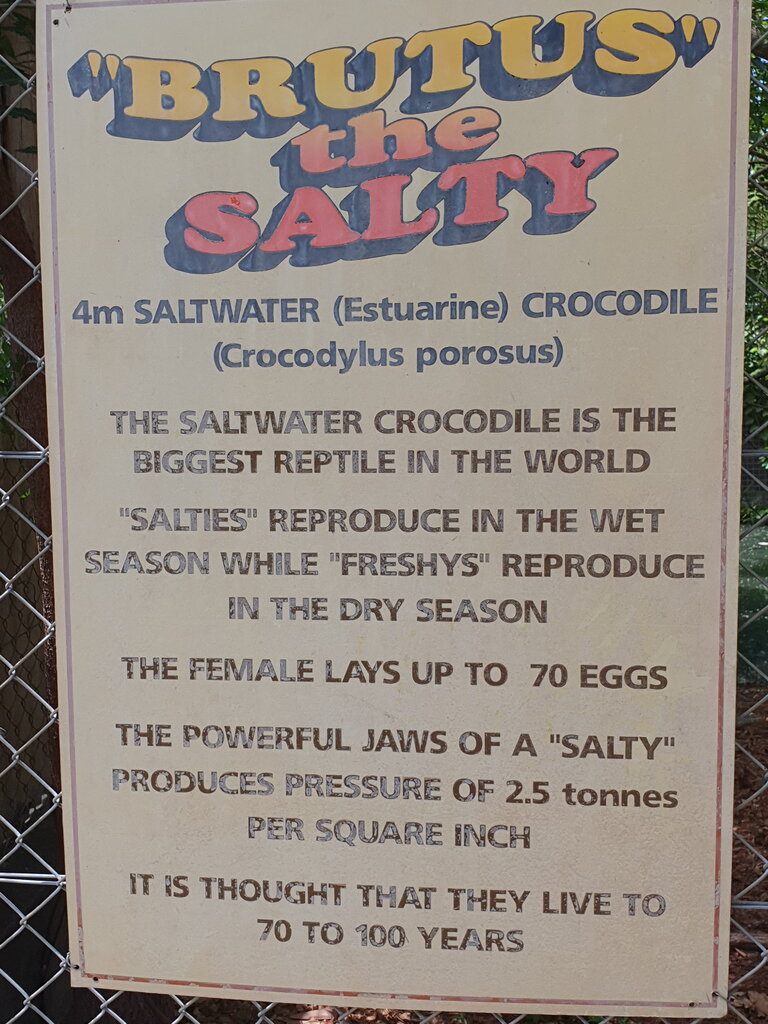 "BRUTUS"
the
SALTY
4m SALTWATER (Estuarine) CROCODILE
(Crocodylus porosus)
THE SALTWATER CROCODILE IS THE
BIGGEST REPTILE IN THE WORLD
"SALTIES" REPRODUCE IN THE WET
SEASON WHILE "FRESHYS" REPRODUCE
IN THE DRY SEASON
THE FEMALE LAYS UP TO 70 EGGS
THE POWERFUL JAWS OF A "SALTY"
PRODUCES PRESSURE OF 2.5 tonnes
PER SQUARE INCH
IT IS THOUGHT THAT THEY LIVE TO
70 TO 100 YEARS